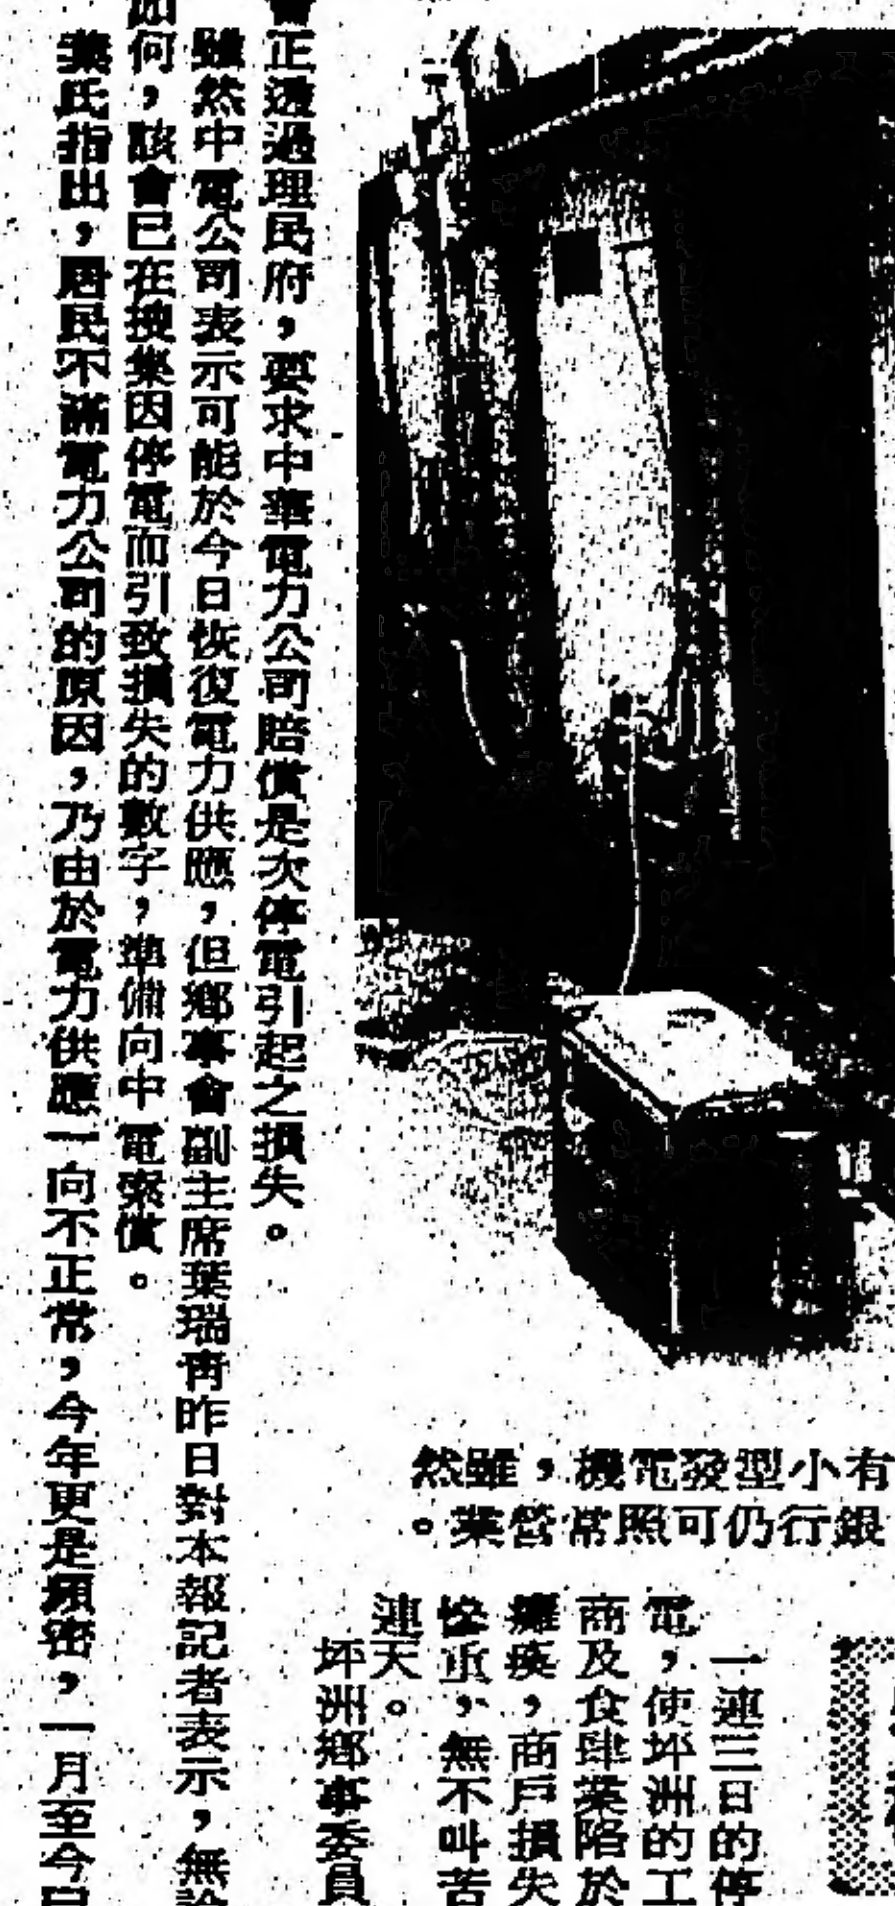 有小型發電機，雖然
銀行仍可照常營業。
一連三日的停
電，使坪洲的工
商及食肆業陷於
癱瘓，商戶損失
慘重，無不叫苦
連天。
坪洲鄉事委員
會正透過理民府，要求中華電力公司賠償是次停電引起之損失。
雖然中電公司表示可能於今日恢復電力供應，但鄉事會副主席葉瑞青昨日對本報記者表示，無論
如何，該會已在搜集因停電而引致損失的數字，準備向中電索償。
葉氏指出，居民不滿電力公司的原因，乃由於電力供應一向不正常，今年更是頻密，一月至今日